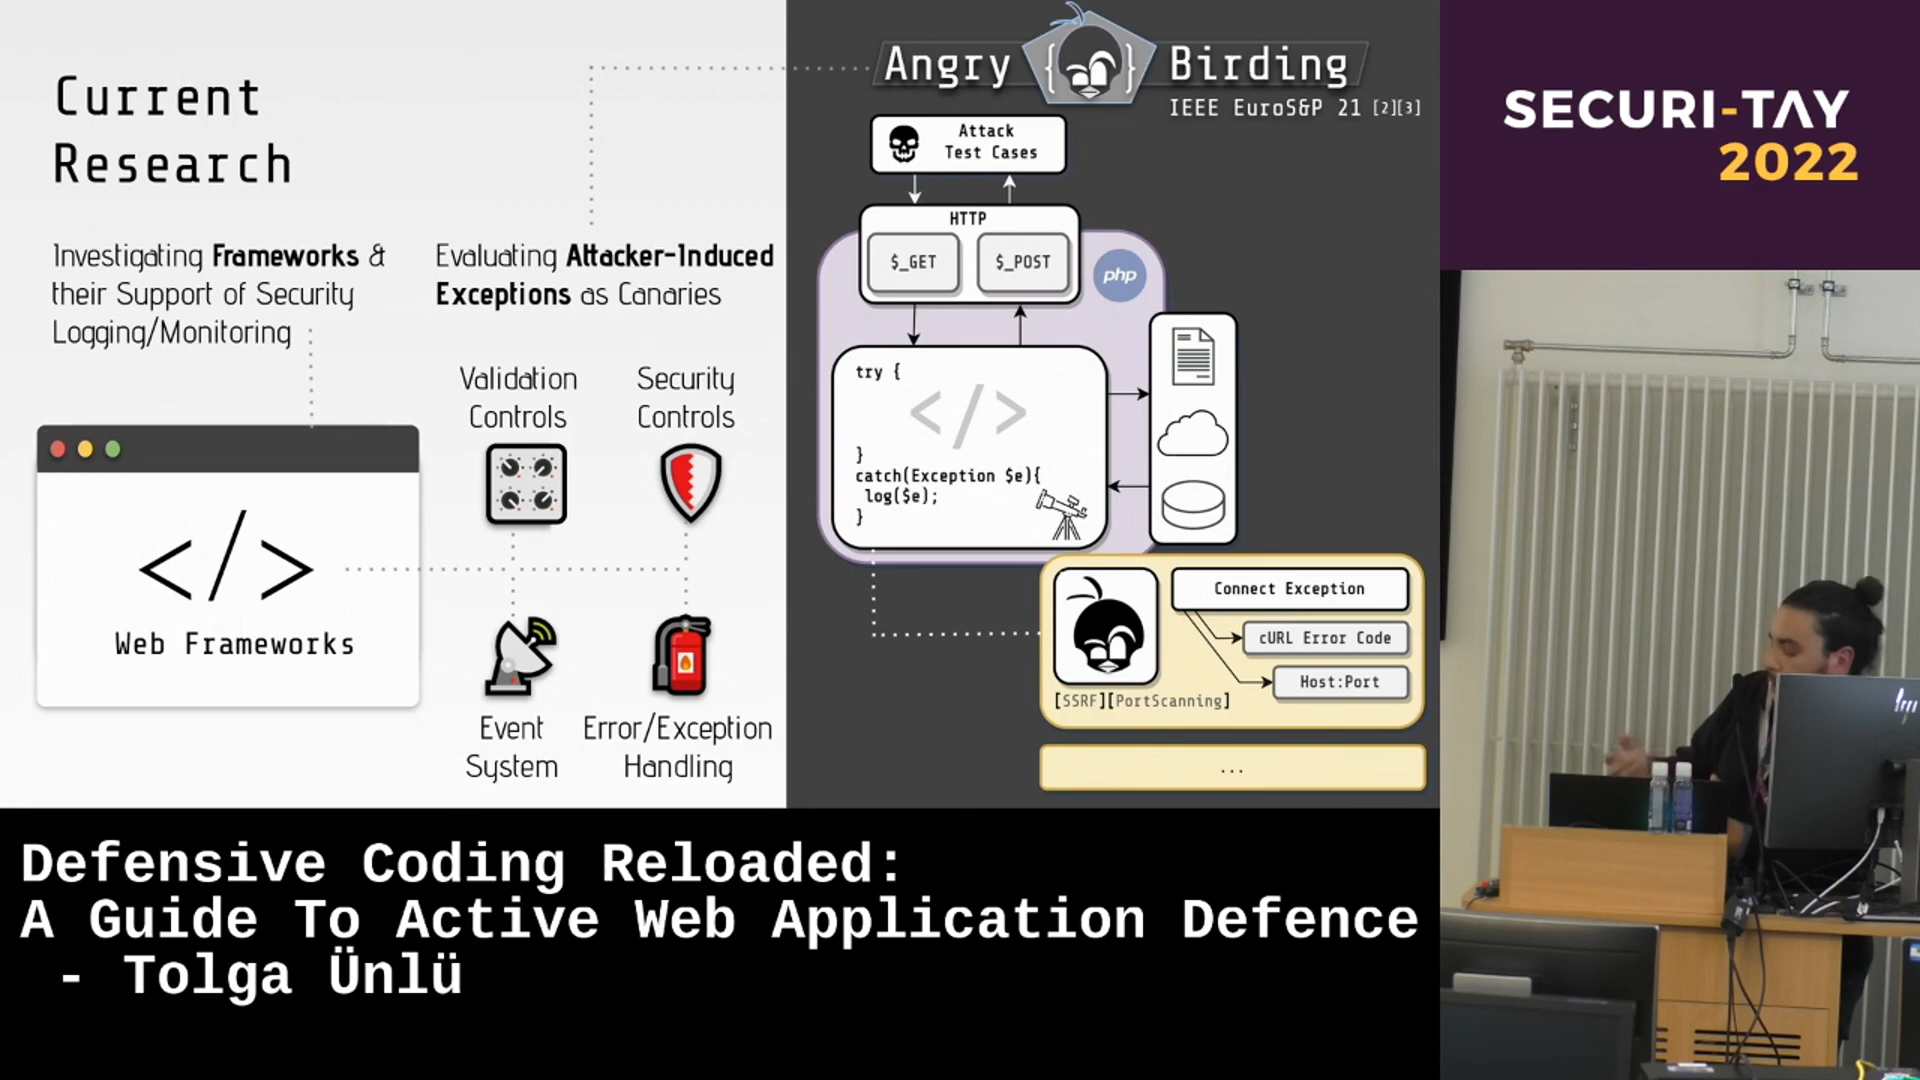 Current
Research
Investigating Frameworks &
their Support of Security
Logging/Monitoring
</>
Web Frameworks
Evaluating Attacker-Induced
Exceptions as Canaries
Validation
Controls
Security
Controls
Event
System
Error/Exception
Handling
Angry { } Birding
IEEE EuroS&P 21 [2][3]
Attack
Test Cases
HTTP
$_GET
$_POST
php
try {
</>
}
catch(Exception $e){
log($e);
}
Connect Exception
cURL Error Code
Host:Port
[SSRF][PortScanning]
...
SECURI-TAY
2022
Defensive Coding Reloaded:
A Guide To Active Web Application Defence
- Tolga Ünlü
hp